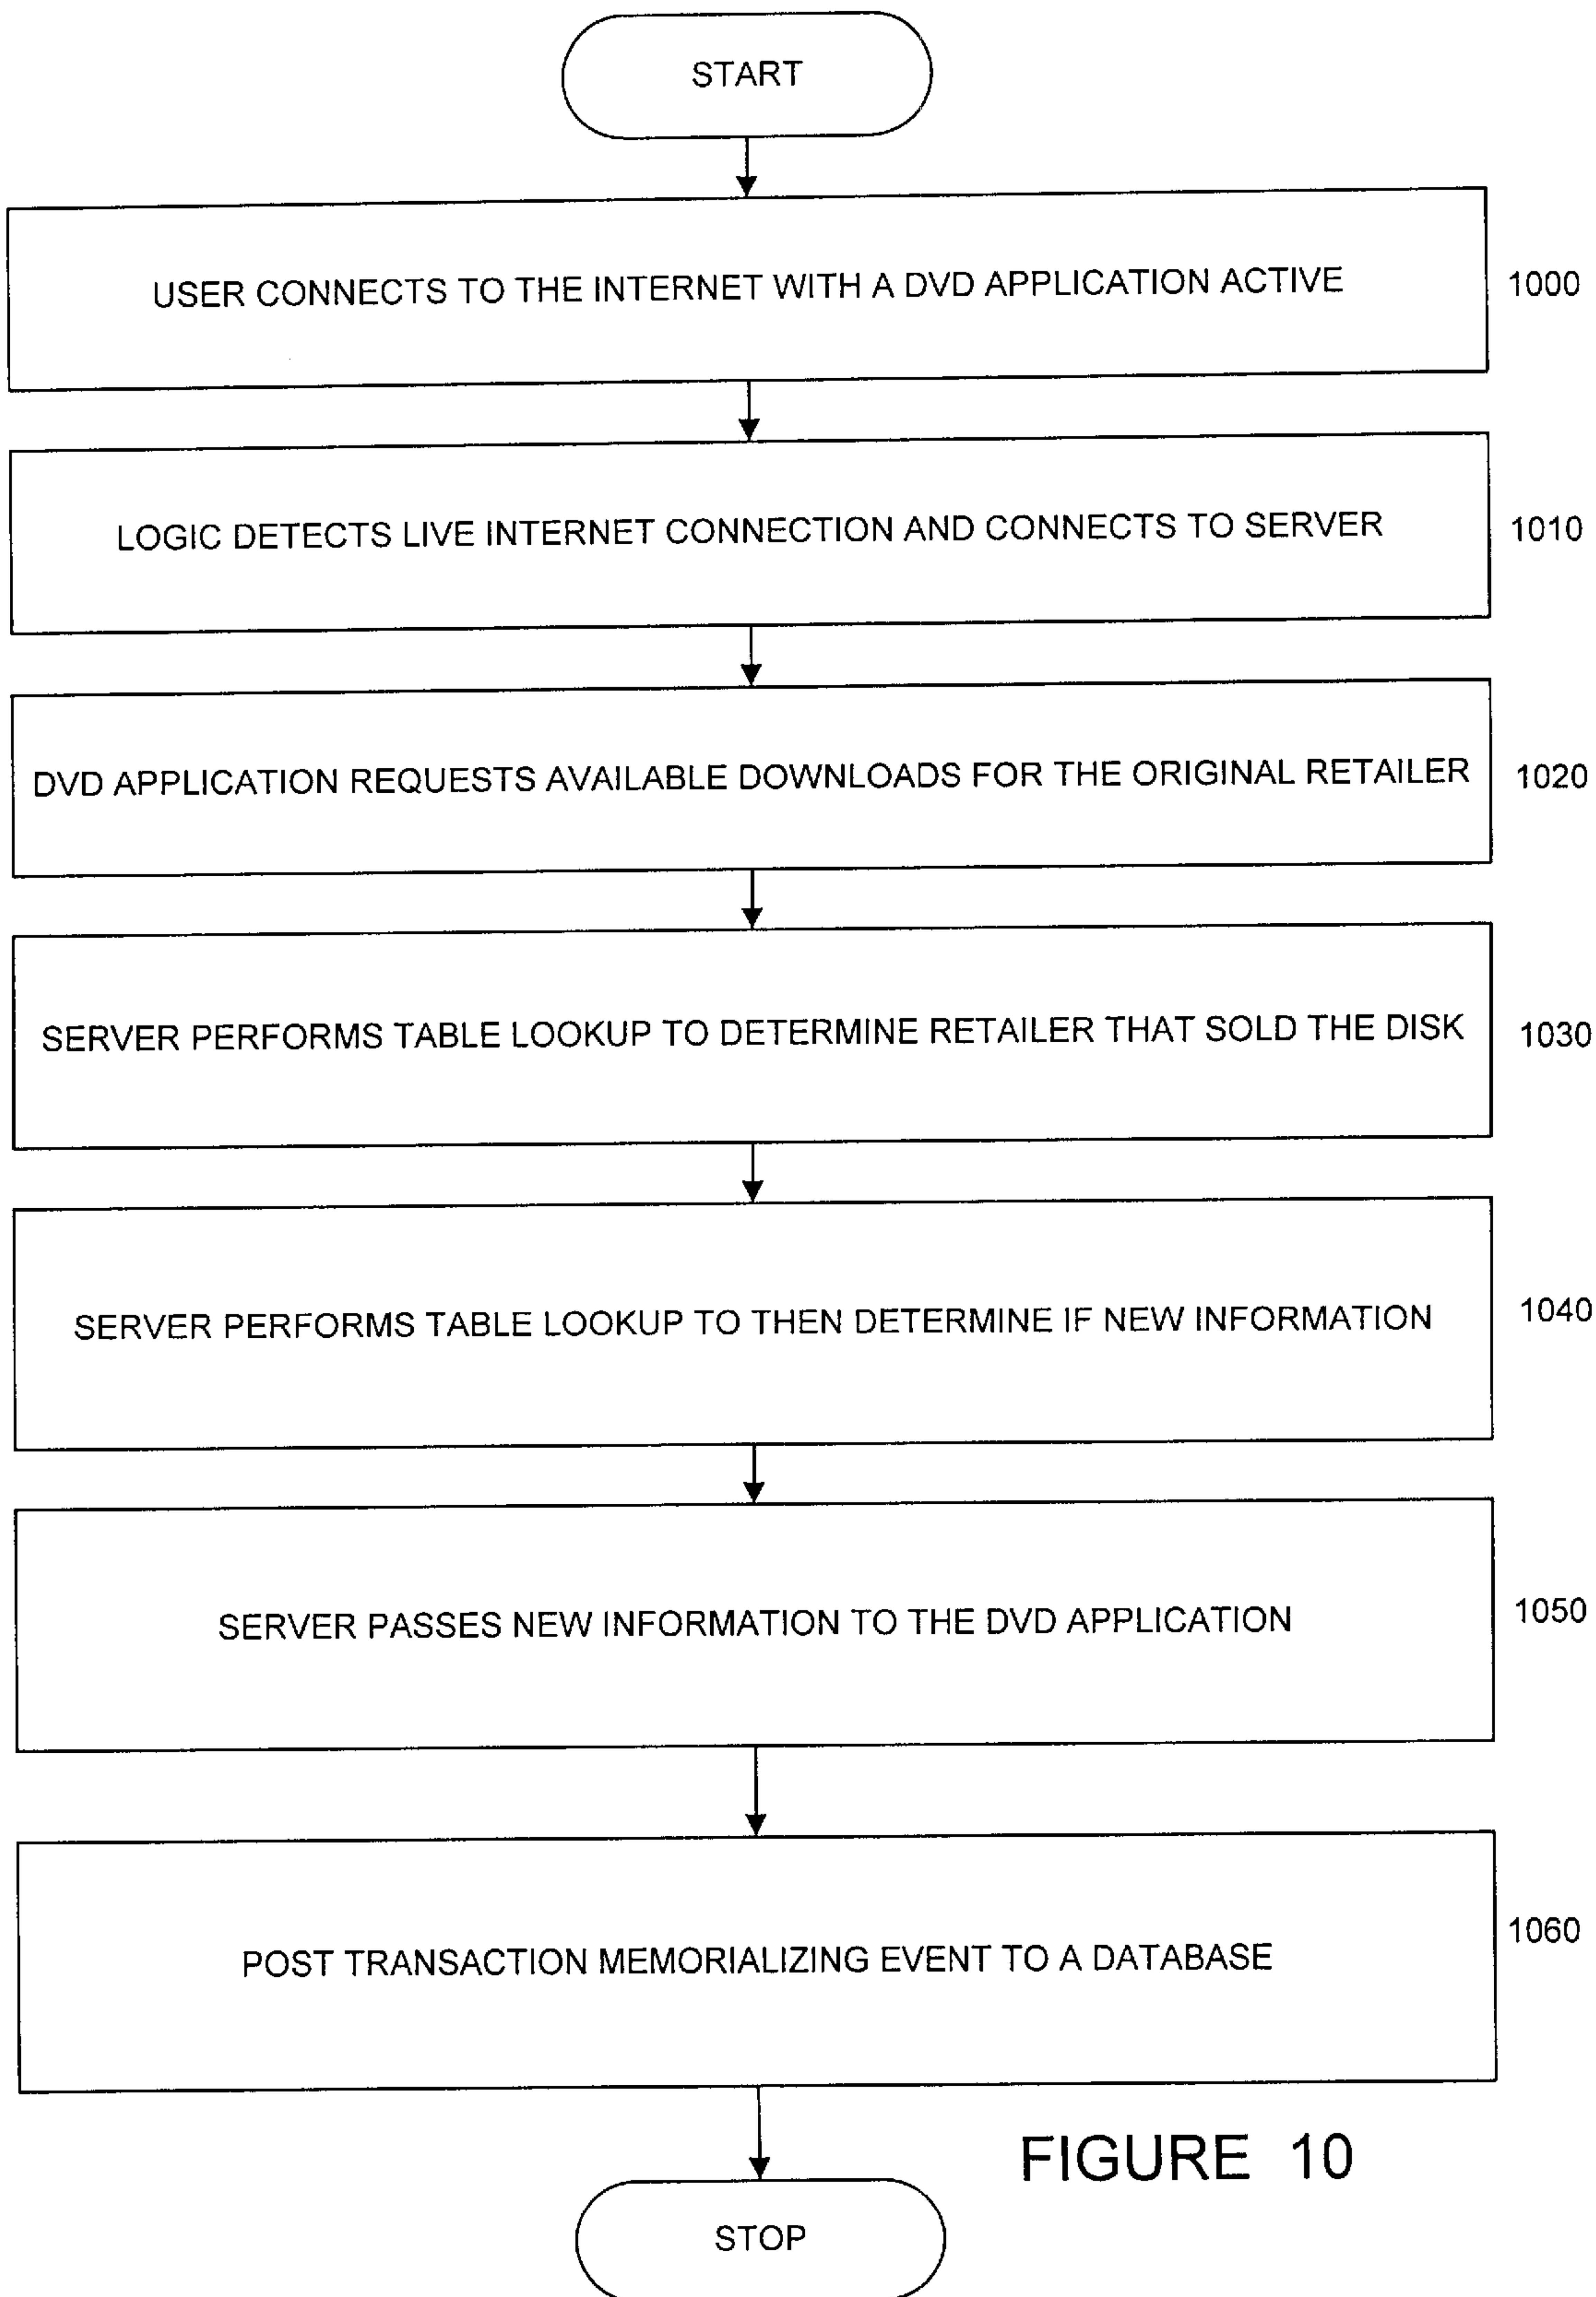 START
USER CONNECTS TO THE INTERNET WITH A DVD APPLICATION ACTIVE
1000
LOGIC DETECTS LIVE INTERNET CONNECTION AND CONNECTS TO SERVER
1010
DVD APPLICATION REQUESTS AVAILABLE DOWNLOADS FOR THE ORIGINAL RETAILER
1020
SERVER PERFORMS TABLE LOOKUP TO DETERMINE RETAILER THAT SOLD THE DISK
1030
SERVER PERFORMS TABLE LOOKUP TO THEN DETERMINE IF NEW INFORMATION
1040
SERVER PASSES NEW INFORMATION TO THE DVD APPLICATION
1050
POST TRANSACTION MEMORIALIZING EVENT TO A DATABASE
1060
FIGURE 10
STOP